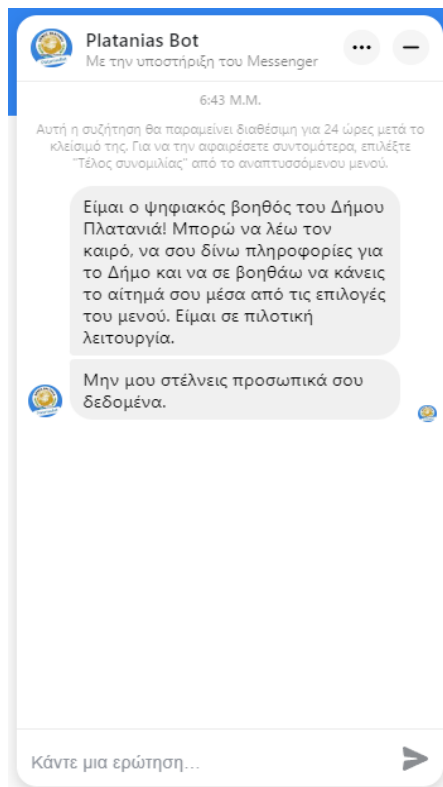 Platanias Bot
Με την υποστήριξη του Messenger
6:43 Μ.Μ.
Αυτή η συζήτηση θα παραμείνει διαθέσιμη για 24 ώρες μετά το
κλείσιμό της. Για να την αφαιρέσετε συντομότερα, επιλέξτε
"Τέλος συνομιλίας" από το αναπτυσσόμενο μενού.
Είμαι ο ψηφιακός βοηθός του Δήμου
Πλατανιά! Μπορώ να λέω τον
καιρό, να σου δίνω πληροφορίες για
το Δήμο και να σε βοηθάω να κάνεις
το αίτημά σου μέσα από τις επιλογές
του μενού. Είμαι σε πιλοτική
λειτουργία.
Μην μου στέλνεις προσωπικά σου
δεδομένα.
Κάντε μια ερώτηση...